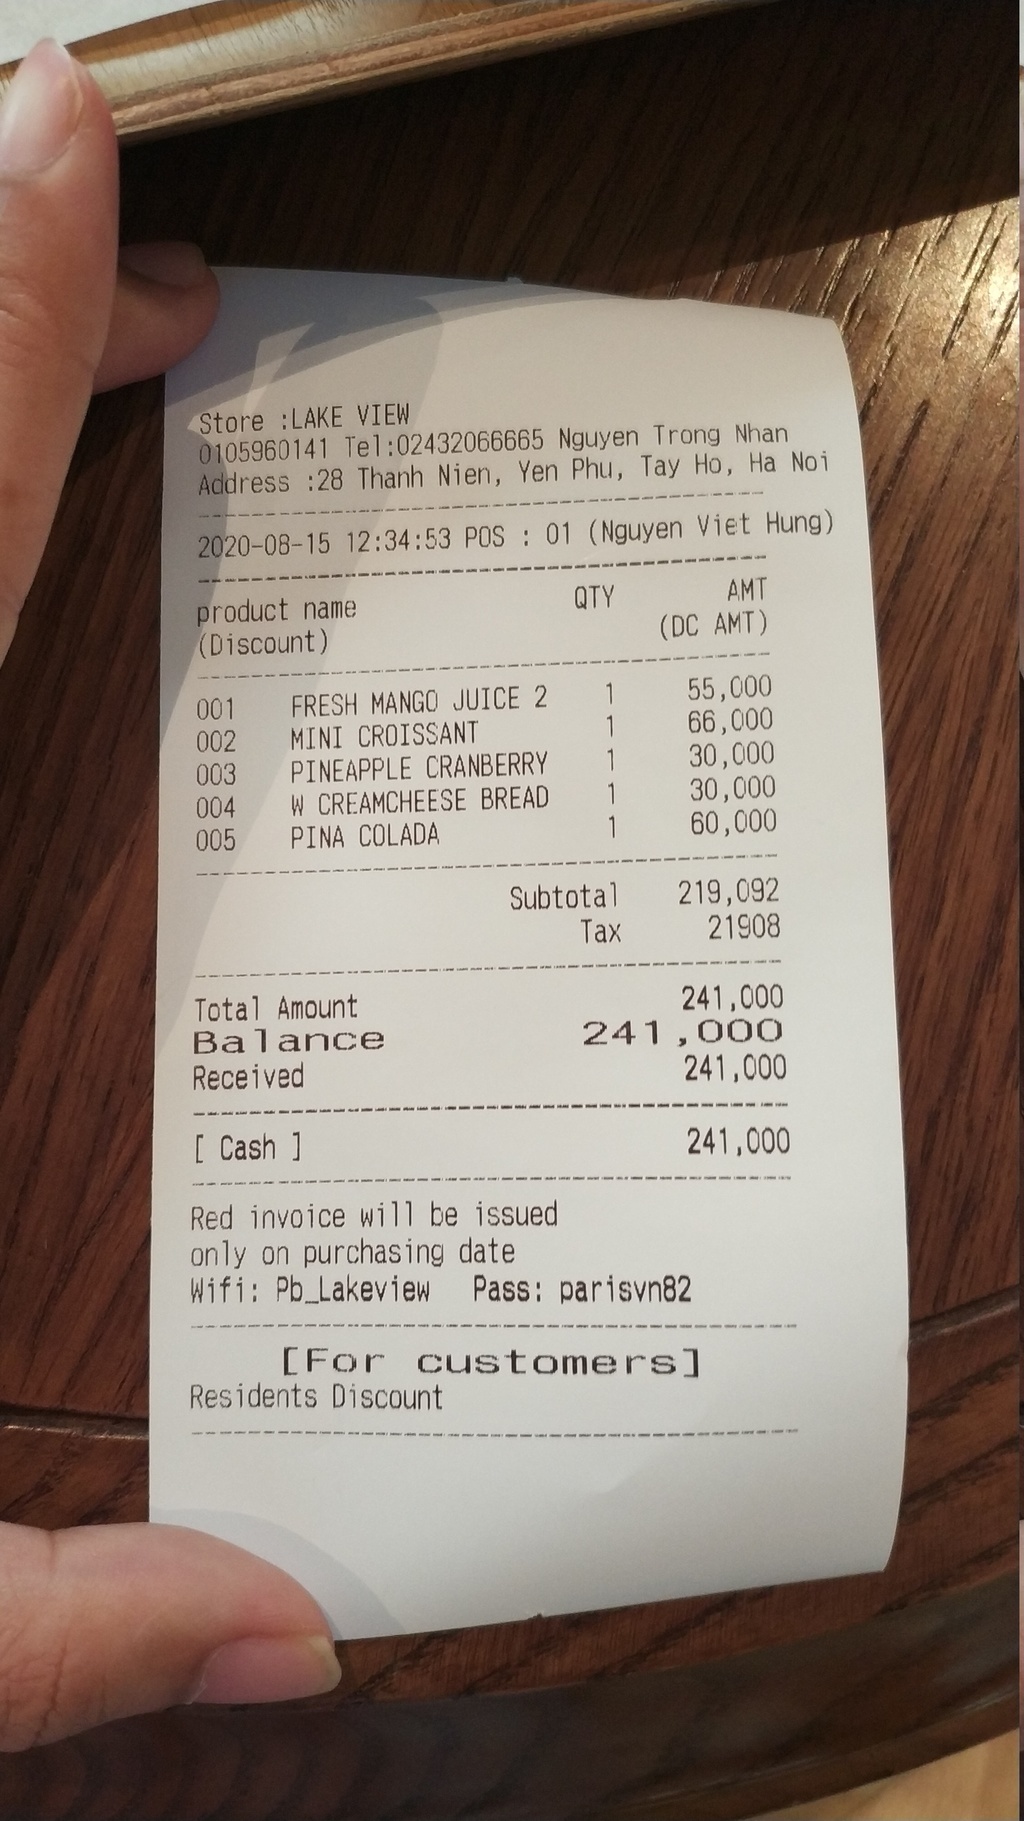 Store :LAKE VIEW
0105960141 Tel:02432066665 Nguyen Trong Nhan
Address :28 Thanh Nien, Yen Phu, Tay Ho, Ha Noi
2020-08-15 12:34:53 POS : 01 (Nguyen Viet Hung)
product name QTY AMT
(Discount) (DC AMT)
001 FRESH MANGO JUICE 2 1 55,000
002 MINI CROISSANT 1 66,000
003 PINEAPPLE CRANBERRY 1 30,000
004 W CREAMCHEESE BREAD 1 30,000
005 PINA COLADA 1 60,000
Subtotal 219,092
Tax 21908
Total Amount 241,000
Balance 241,000
Received 241,000
[ Cash ] 241,000
Red invoice will be issued
only on purchasing date
Wifi: Pb_Lakeview Pass: parisvn82
[For customers]
Residents Discount